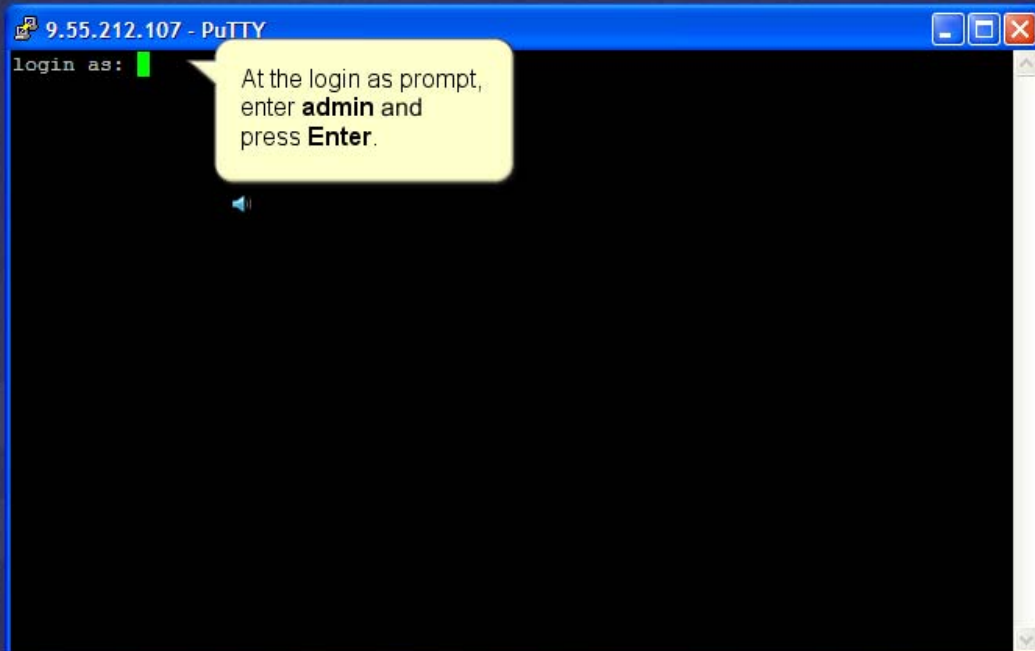 9.55.212.107 - PuTTY
login as:
At the login as prompt,
enter admin and
press Enter.